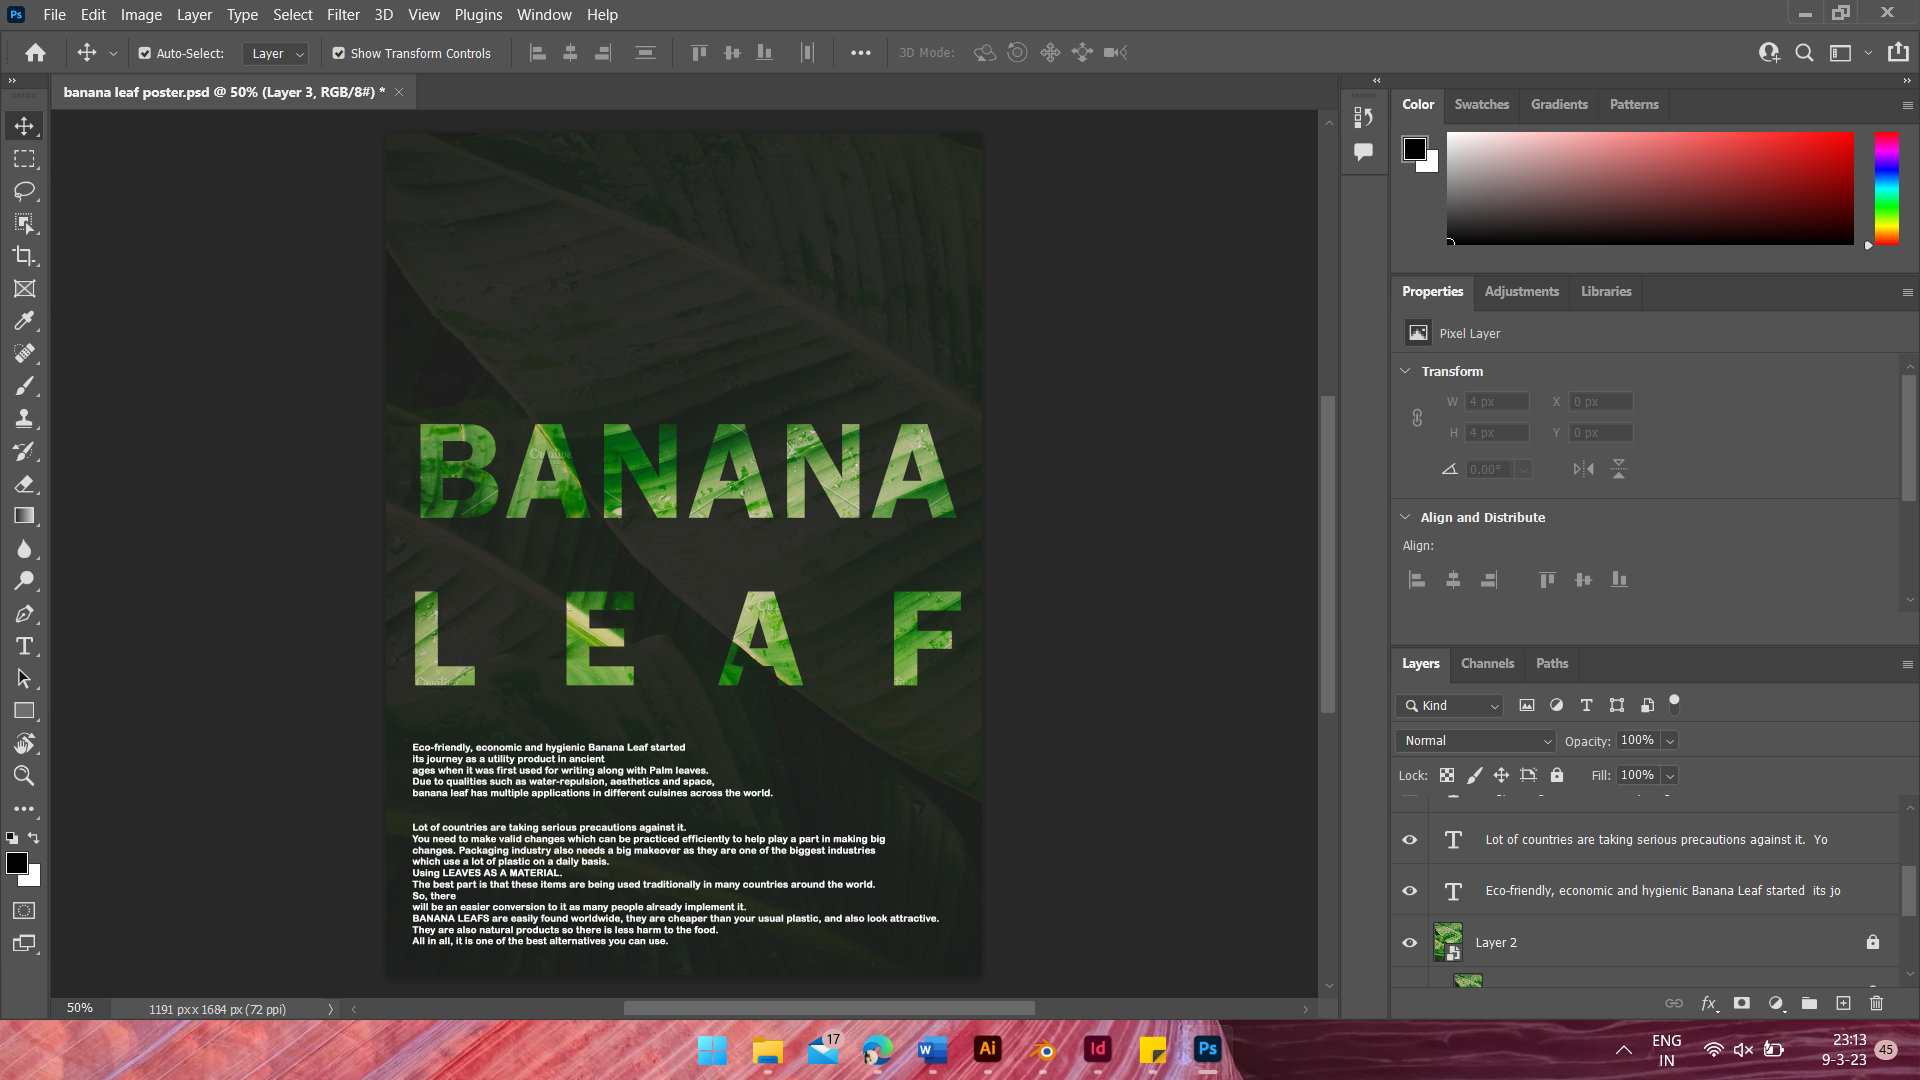 Ps File Edit Image Layer Type Select Filter 3D View Plugins Window Help
Auto-Select: Layer Show Transform Controls 3D Mode:
banana leaf poster.psd @ 50% (Layer 3, RGB/8#) *
Color Swatches Gradients Patterns
Properties Adjustments Libraries
Pixel Layer
Transform
W 4 px X 0 px
H 4 px Y 0 px
0.00°
Align and Distribute
Align:
BANANA
LEAF
Eco-friendly, economic and hygienic Banana Leaf started
its journey as a utility product in ancient
ages when it was first used for writing along with Palm leaves.
Due to qualities such as water-repulsion, aesthetics and space,
banana leaf has multiple applications in different cuisines across the world.
Lot of countries are taking serious precautions against it.
You need to make valid changes which can be practiced efficiently to help play a part in making big
changes. Packaging industry also needs a big makeover as they are one of the biggest industries
which use a lot of plastic on a daily basis.
Using LEAVES AS A MATERIAL.
The best part is that these items are being used traditionally in many countries around the world.
So, there
will be an easier conversion to it as many people already implement it.
BANANA LEAFS are easily found worldwide, they are cheaper than your usual plastic, and also look attractive.
They are also natural products so there is less harm to the food.
All in all, it is one of the best alternatives you can use.
Layers Channels Paths
Kind
Normal Opacity: 100%
Lock: Fill: 100%
Lot of countries are taking serious precautions against it. Yo
Eco-friendly, economic and hygienic Banana Leaf started its jo
Layer 2
fx
50% 1191 px x 1684 px (72 ppi)
17 W Ai Id Ps
ENG
IN
23:13
9-3-23
45